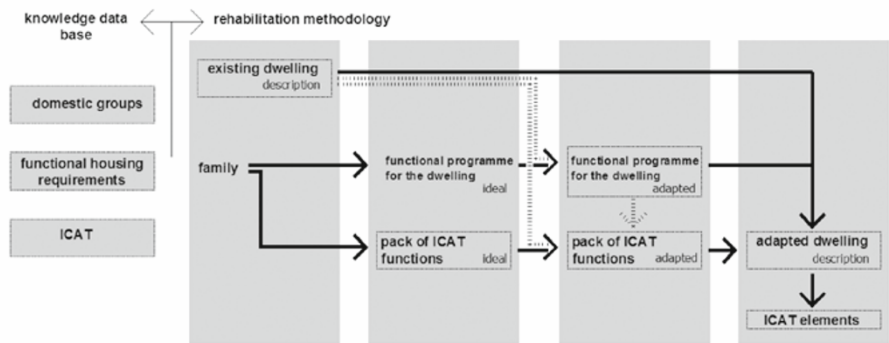 knowledge data
base
rehabilitation methodology
domestic groups
functional housing
requirements
ICAT
existing dwelling
description
family
functional programme
for the dwelling
ideal
pack of ICAT
functions
ideal
functional programme
for the dwelling
adapted
pack of ICAT
functions
adapted
adapted dwelling
description
ICAT elements